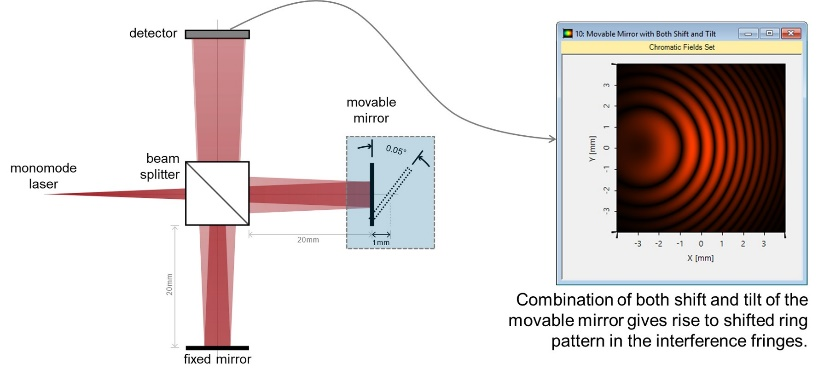 detector
movable
mirror
0.05°
beam
splitter
monomode
laser
20mm
1mm
20mm
fixed mirror
10: Movable Mirror with Both Shift and Tilt
Chromatic Fields Set
Y [mm]
3
2
1
0
-1
-2
-3
-3 -2 -1 0 1 2 3
X [mm]
Combination of both shift and tilt of the
movable mirror gives rise to shifted ring
pattern in the interference fringes.